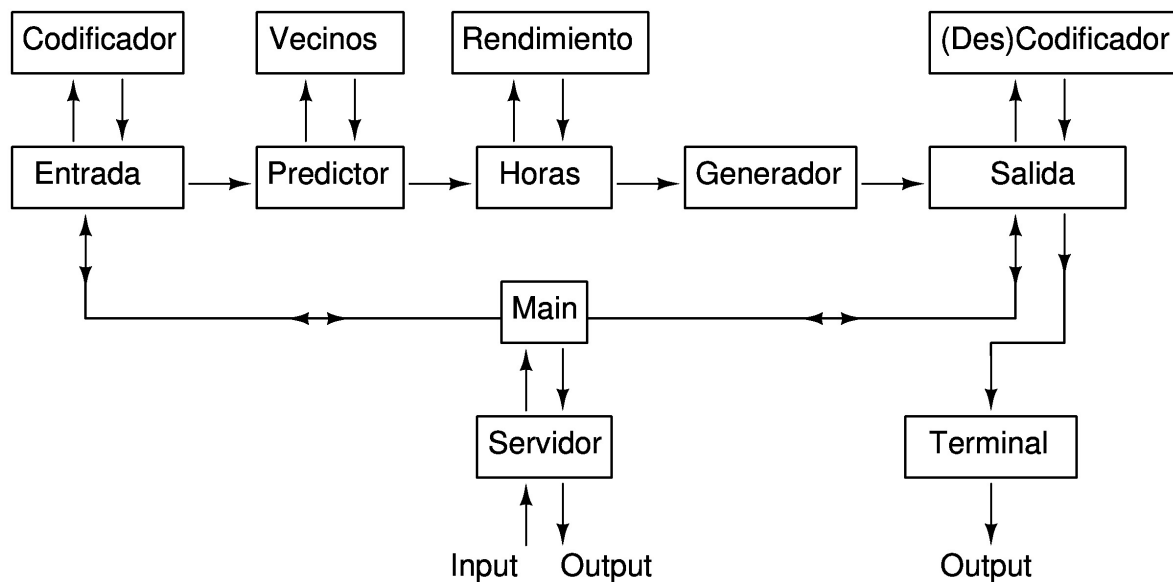 Codificador
Vecinos
Rendimiento
(Des)Codificador
Entrada
Predictor
Horas
Generador
Salida
Main
Servidor
Terminal
Input
Output
Output